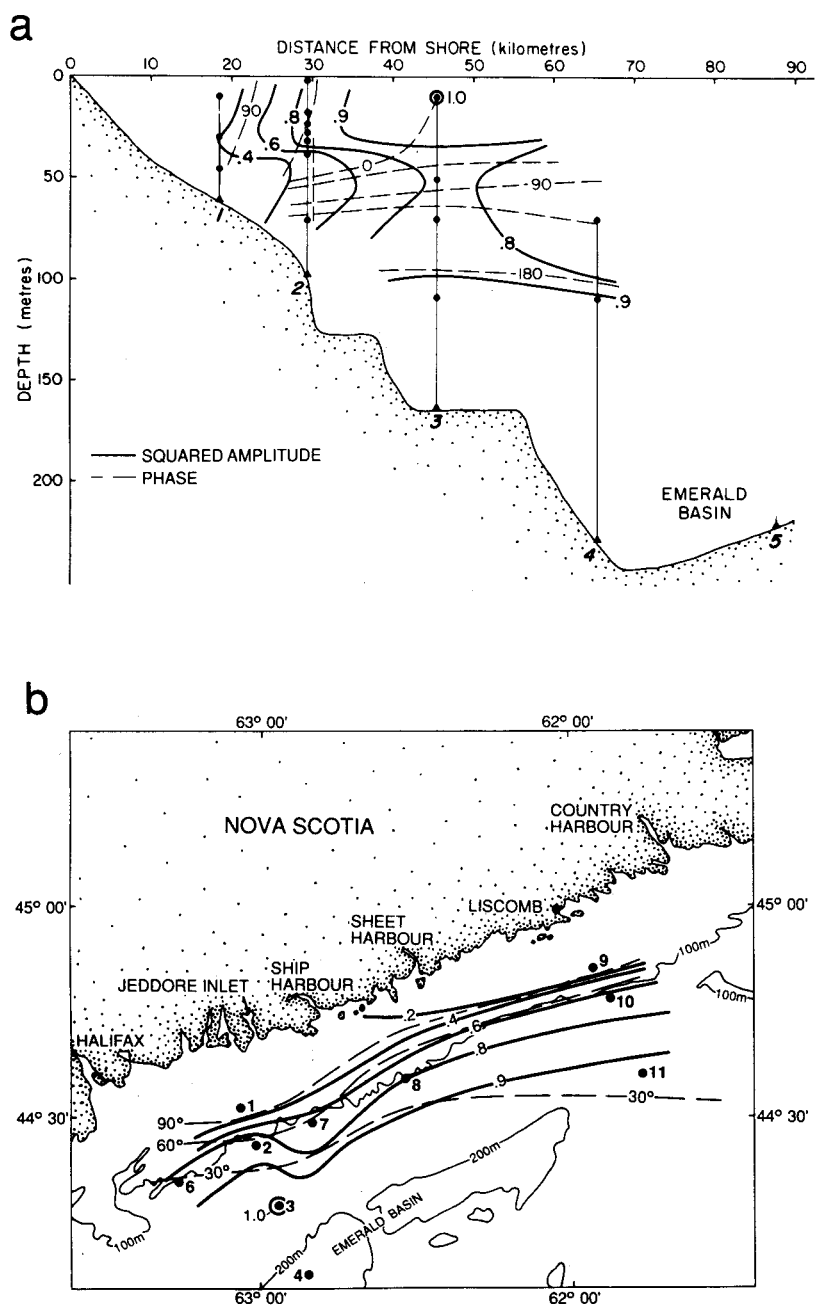 a
DISTANCE FROM SHORE (kilometres)
0 10 20 30 40 50 60 70 80 90
0
50
100
150
200
DEPTH (metres)
90
.8
.9
1.0
.6
.4
0
90
.8
180
.9
2
3
4
5
SQUARED AMPLITUDE
PHASE
EMERALD
BASIN
b
63° 00'
62° 00'
NOVA SCOTIA
COUNTRY
HARBOUR
45° 00'
45° 00'
LISCOMB
SHEET
HARBOUR
100m
SHIP
HARBOUR
JEDDORE INLET
9
100m
10
HALIFAX
.2
.4
.6
.8
1
8
11
.9
44° 30'
44° 30'
90°
7
30°
60°
2
30°
6
1.0
3
200m
100m
EMERALD BASIN
200m
4
63° 00'
62° 00'